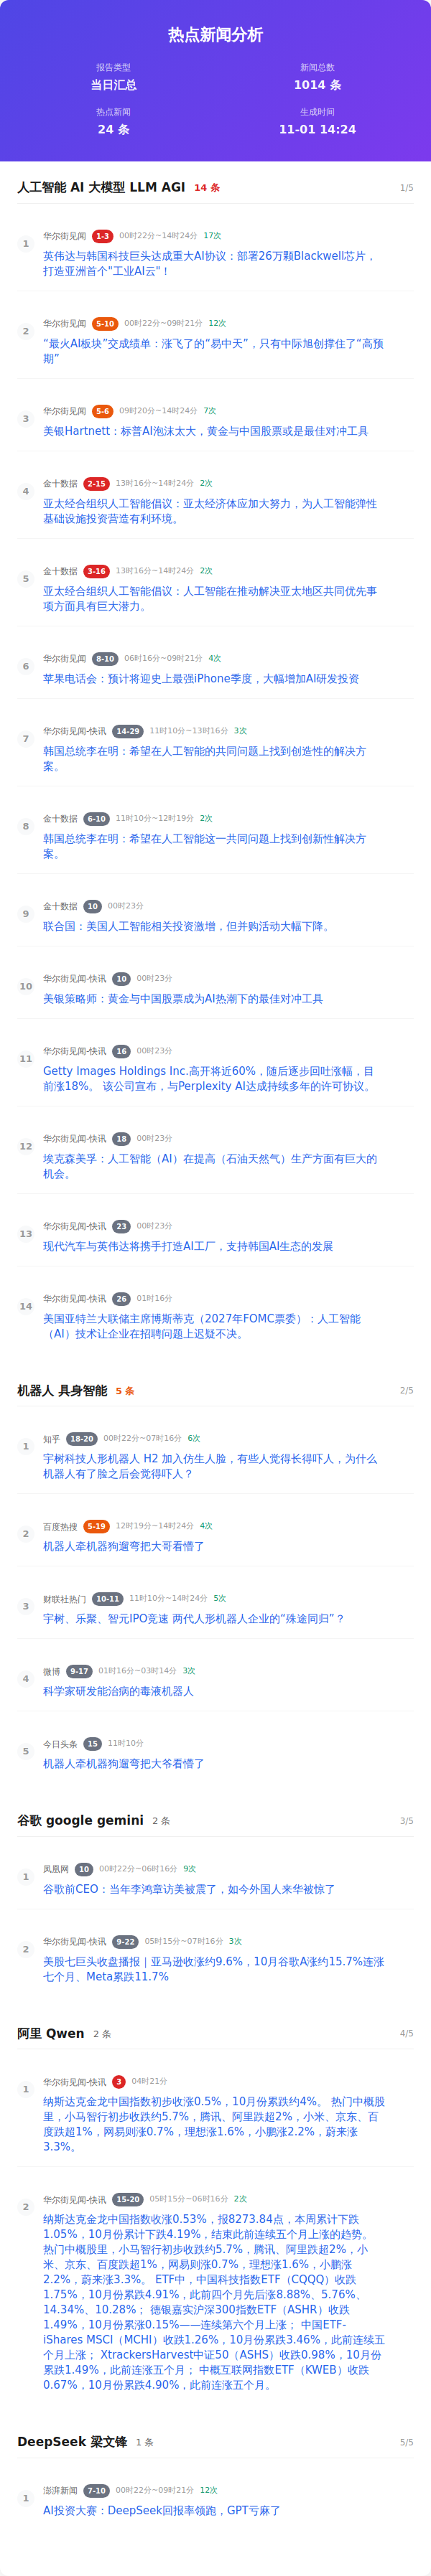 热点新闻分析
报告类型
新闻总数
当日汇总
1014 条
热点新闻
生成时间
24 条
11-01 14:24
人工智能 AI 大模型 LLM AGI 14 条 1/5
1
华尔街见闻 1-3 00时22分~14时24分 17次
英伟达与韩国科技巨头达成重大AI协议：部署26万颗Blackwell芯片，
打造亚洲首个"工业AI云"！
2
华尔街见闻 5-10 00时22分~09时21分 12次
“最火AI板块”交成绩单：涨飞了的“易中天”，只有中际旭创撑住了“高预
期”
3
华尔街见闻 5-6 09时20分~14时24分 7次
美银Hartnett：标普AI泡沫太大，黄金与中国股票或是最佳对冲工具
4
金十数据 2-15 13时16分~14时24分 2次
亚太经合组织人工智能倡议：亚太经济体应加大努力，为人工智能弹性
基础设施投资营造有利环境。
5
金十数据 3-16 13时16分~14时24分 2次
亚太经合组织人工智能倡议：人工智能在推动解决亚太地区共同优先事
项方面具有巨大潜力。
6
华尔街见闻 8-10 06时16分~09时21分 4次
苹果电话会：预计将迎史上最强iPhone季度，大幅增加AI研发投资
7
华尔街见闻-快讯 14-29 11时10分~13时16分 3次
韩国总统李在明：希望在人工智能的共同问题上找到创造性的解决方
案。
8
金十数据 6-10 11时10分~12时19分 2次
韩国总统李在明：希望在人工智能这一共同问题上找到创新性解决方
案。
9
金十数据 10 00时23分
联合国：美国人工智能相关投资激增，但并购活动大幅下降。
10
华尔街见闻-快讯 10 00时23分
美银策略师：黄金与中国股票成为AI热潮下的最佳对冲工具
11
华尔街见闻-快讯 16 00时23分
Getty Images Holdings Inc.高开将近60%，随后逐步回吐涨幅，目
前涨18%。 该公司宣布，与Perplexity AI达成持续多年的许可协议。
12
华尔街见闻-快讯 18 00时23分
埃克森美孚：人工智能（AI）在提高（石油天然气）生产方面有巨大的
机会。
13
华尔街见闻-快讯 23 00时23分
现代汽车与英伟达将携手打造AI工厂，支持韩国AI生态的发展
14
华尔街见闻-快讯 26 01时16分
美国亚特兰大联储主席博斯蒂克（2027年FOMC票委）：人工智能
（AI）技术让企业在招聘问题上迟疑不决。
机器人 具身智能 5 条 2/5
1
知乎 18-20 00时22分~07时16分 6次
宇树科技人形机器人 H2 加入仿生人脸，有些人觉得长得吓人，为什么
机器人有了脸之后会觉得吓人？
2
百度热搜 5-19 12时19分~14时24分 4次
机器人牵机器狗遛弯把大哥看懵了
3
财联社热门 10-11 11时10分~14时24分 5次
宇树、乐聚、智元IPO竞速 两代人形机器人企业的“殊途同归”？
4
微博 9-17 01时16分~03时14分 3次
科学家研发能治病的毒液机器人
5
今日头条 15 11时10分
机器人牵机器狗遛弯把大爷看懵了
谷歌 google gemini 2 条 3/5
1
凤凰网 10 00时22分~06时16分 9次
谷歌前CEO：当年李鸿章访美被震了，如今外国人来华被惊了
2
华尔街见闻-快讯 9-22 05时15分~07时16分 3次
美股七巨头收盘播报｜亚马逊收涨约9.6%，10月谷歌A涨约15.7%连涨
七个月、Meta累跌11.7%
阿里 Qwen 2 条 4/5
1
华尔街见闻-快讯 3 04时21分
纳斯达克金龙中国指数初步收涨0.5%，10月份累跌约4%。 热门中概股
里，小马智行初步收跌约5.7%，腾讯、阿里跌超2%，小米、京东、百
度跌超1%，网易则涨0.7%，理想涨1.6%，小鹏涨2.2%，蔚来涨
3.3%。
2
华尔街见闻-快讯 15-20 05时15分~06时16分 2次
纳斯达克金龙中国指数收涨0.53%，报8273.84点，本周累计下跌
1.05%，10月份累计下跌4.19%，结束此前连续五个月上涨的趋势。
热门中概股里，小马智行初步收跌约5.7%，腾讯、阿里跌超2%，小
米、京东、百度跌超1%，网易则涨0.7%，理想涨1.6%，小鹏涨
2.2%，蔚来涨3.3%。 ETF中，中国科技指数ETF（CQQQ）收跌
1.75%，10月份累跌4.91%，此前四个月先后涨8.88%、5.76%、
14.34%、10.28%； 德银嘉实沪深300指数ETF（ASHR）收跌
1.49%，10月份累涨0.15%——连续第六个月上涨； 中国ETF-
iShares MSCI（MCHI）收跌1.26%，10月份累跌3.46%，此前连续五
个月上涨； XtrackersHarvest中证50（ASHS）收跌0.98%，10月份
累跌1.49%，此前连涨五个月； 中概互联网指数ETF（KWEB）收跌
0.67%，10月份累跌4.90%，此前连涨五个月。
DeepSeek 梁文锋 1 条 5/5
1
澎湃新闻 7-10 00时22分~09时21分 12次
AI投资大赛：DeepSeek回报率领跑，GPT亏麻了